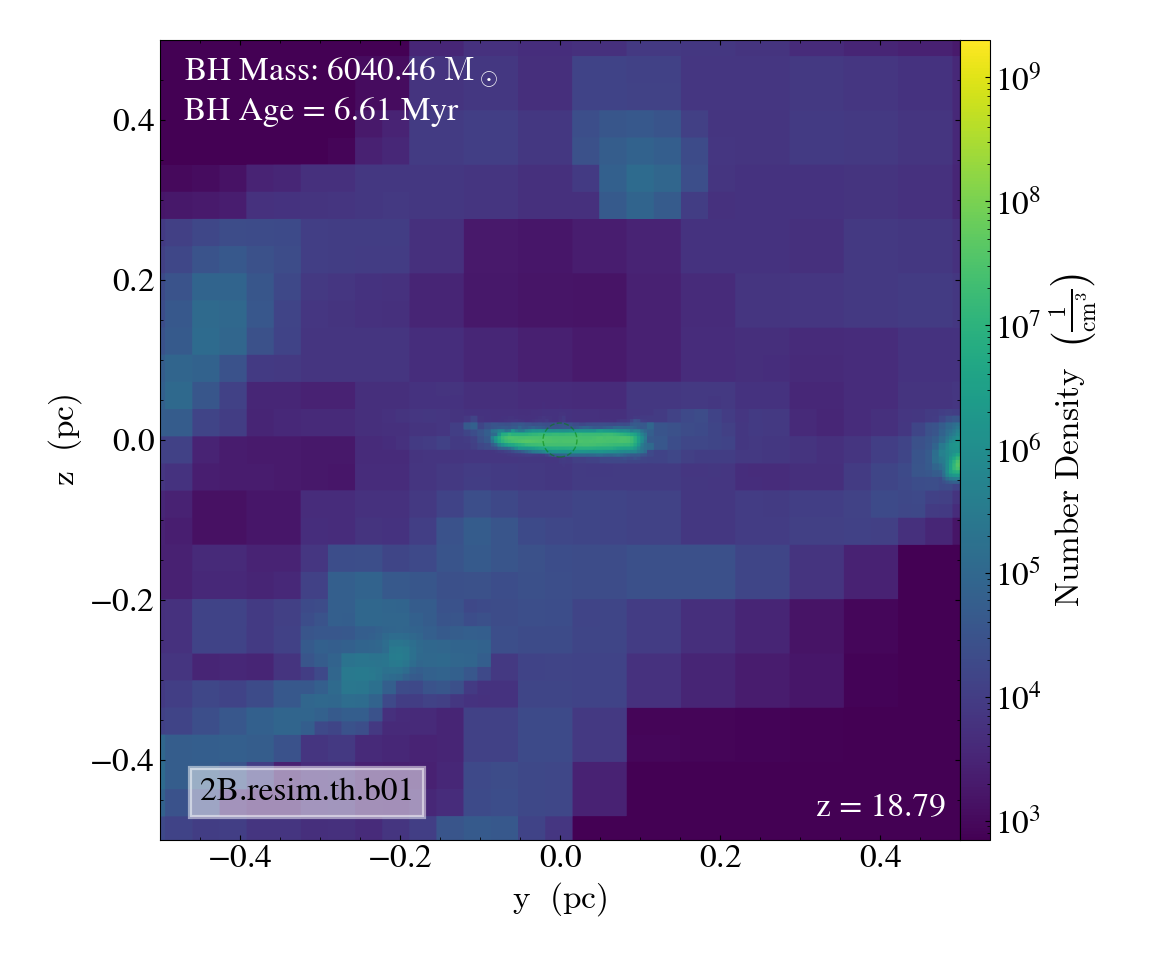 BH Mass: 6040.46 M⊙
BH Age = 6.61 Myr
0.4
0.2
0.0
−0.2
−0.4
z (pc)
2B.resim.th.b01
z = 18.79
−0.4 −0.2 0.0 0.2 0.4
y (pc)
10⁹
10⁸
10⁷
10⁶
10⁵
10⁴
10³
Number Density (1/cm³)